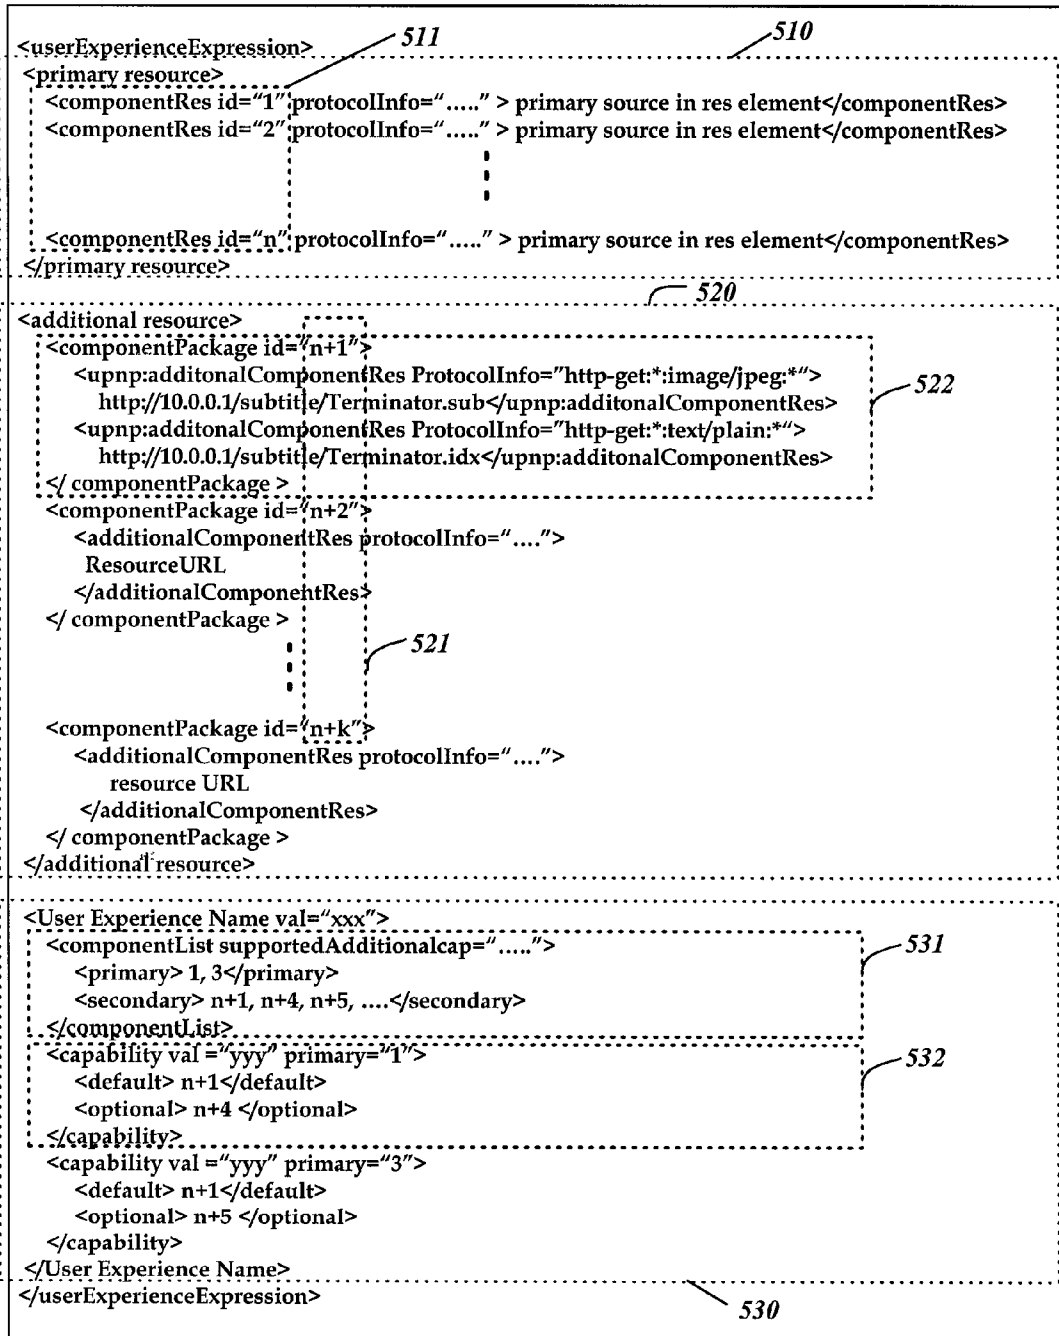 511
510
<userExperienceExpression>
<primary resource>
<componentRes id="1" protocolInfo="....." > primary source in res element</componentRes>
<componentRes id="2" protocolInfo="....." > primary source in res element</componentRes>
<componentRes id="n" protocolInfo="....." > primary source in res element</componentRes>
</primary resource>
520
<additional resource>
<componentPackage id="n+1">
<upnp:additonalComponentRes ProtocolInfo="http-get:*:image/jpeg:*">
522
http://10.0.0.1/subtitle/Terminator.sub</upnp:additonalComponentRes>
<upnp:additonalComponentRes ProtocolInfo="http-get:*:text/plain:*">
http://10.0.0.1/subtitle/Terminator.idx</upnp:additonalComponentRes>
</ componentPackage >
<componentPackage id="n+2">
<additionalComponentRes protocolInfo="....">
ResourceURL
</additionalComponentRes>
</ componentPackage >
521
<componentPackage id="n+k">
<additionalComponentRes protocolInfo="....">
resource URL
</additionalComponentRes>
</ componentPackage >
</additional resource>
<User Experience Name val="xxx">
<componentList supportedAdditionalcap=".....">
531
<primary> 1, 3</primary>
<secondary> n+1, n+4, n+5, ....</secondary>
</componentList>
<capability val ="yyy" primary="1">
532
<default> n+1</default>
<optional> n+4 </optional>
</capability>
<capability val ="yyy" primary="3">
<default> n+1</default>
<optional> n+5 </optional>
</capability>
</User Experience Name>
</userExperienceExpression>
530